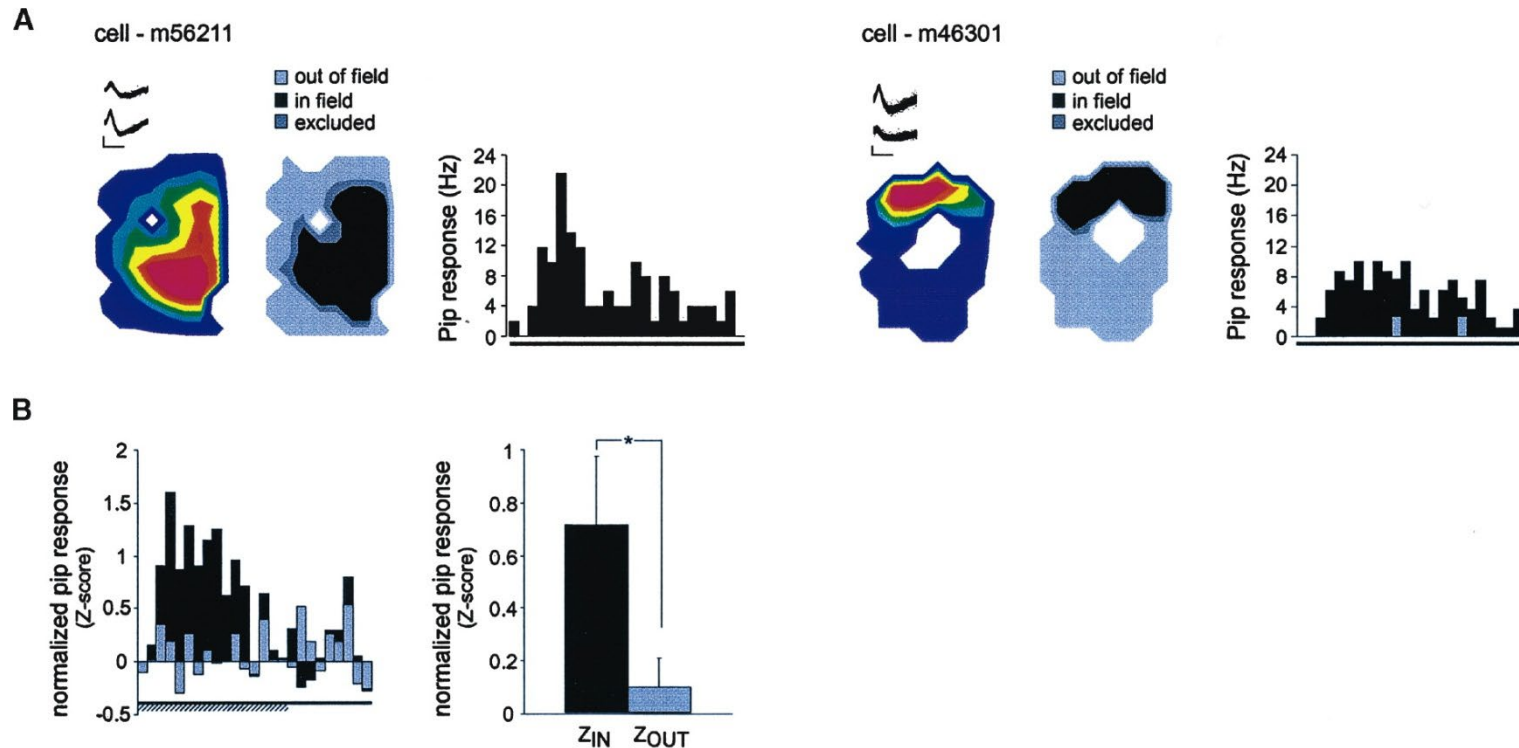 A
cell - m56211
out of field
in field
excluded
Pip response (Hz)
24
20
16
12
8
4
0
cell - m46301
out of field
in field
excluded
Pip response (Hz)
24
20
16
12
8
4
0
B
normalized pip response
(Z-score)
2
1.5
1
0.5
0
-0.5
normalized pip response
(Z-score)
1
0.8
0.6
0.4
0.2
0
*
ZIN
ZOUT